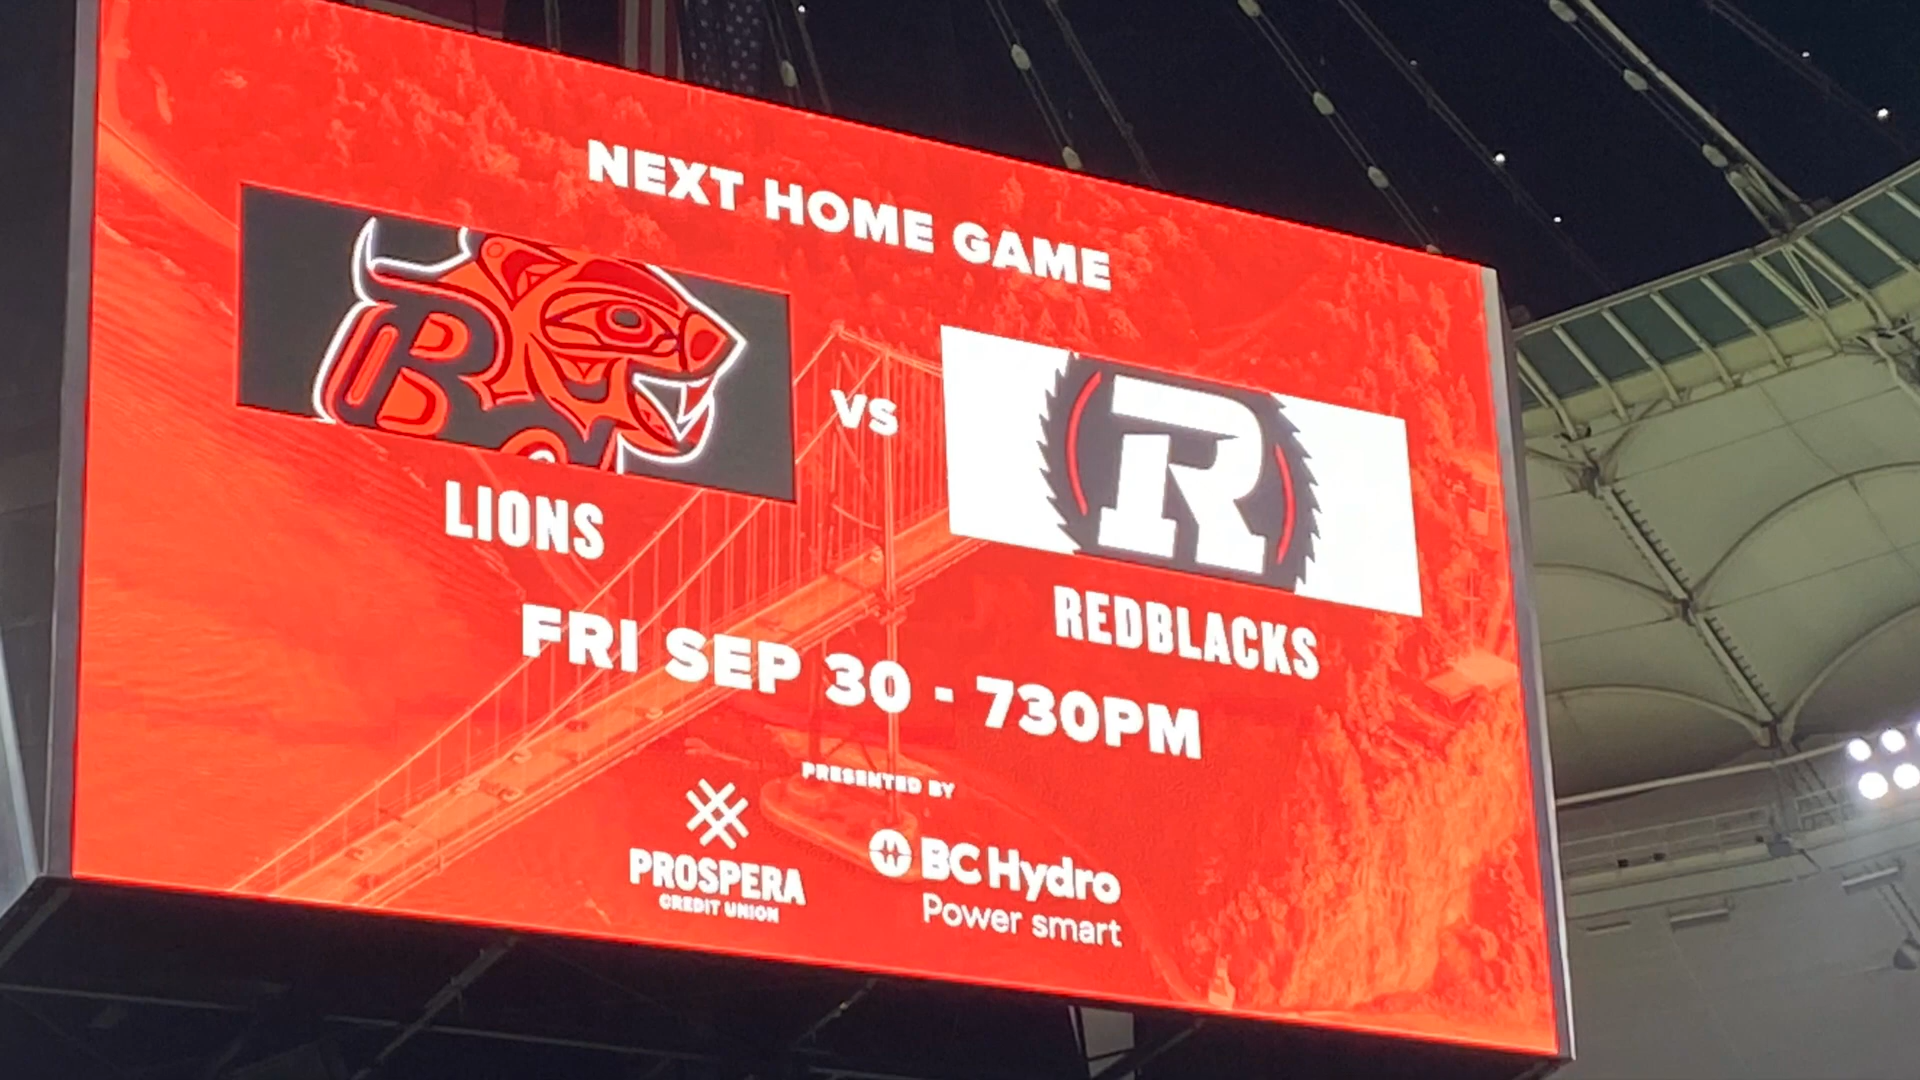 NEXT HOME GAME
BC
VS
R
LIONS
REDBLACKS
FRI SEP 30 - 730PM
PRESENTED BY
PROSPERA
CREDIT UNION
BC Hydro
Power smart